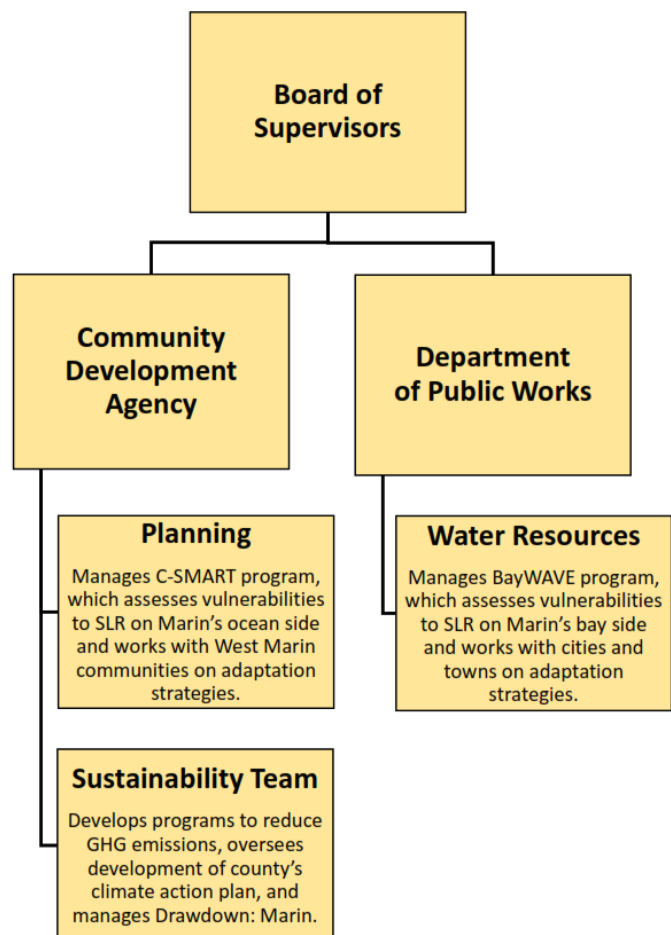 Board of
Supervisors
Community
Development
Agency
Department
of Public Works
Planning
Manages C-SMART program,
which assesses vulnerabilities
to SLR on Marin's ocean side
and works with West Marin
communities on adaptation
strategies.
Water Resources
Manages BayWAVE program,
which assesses vulnerabilities
to SLR on Marin's bay side
and works with cities and
towns on adaptation
strategies.
Sustainability Team
Develops programs to reduce
GHG emissions, oversees
development of county's
climate action plan, and
manages Drawdown: Marin.